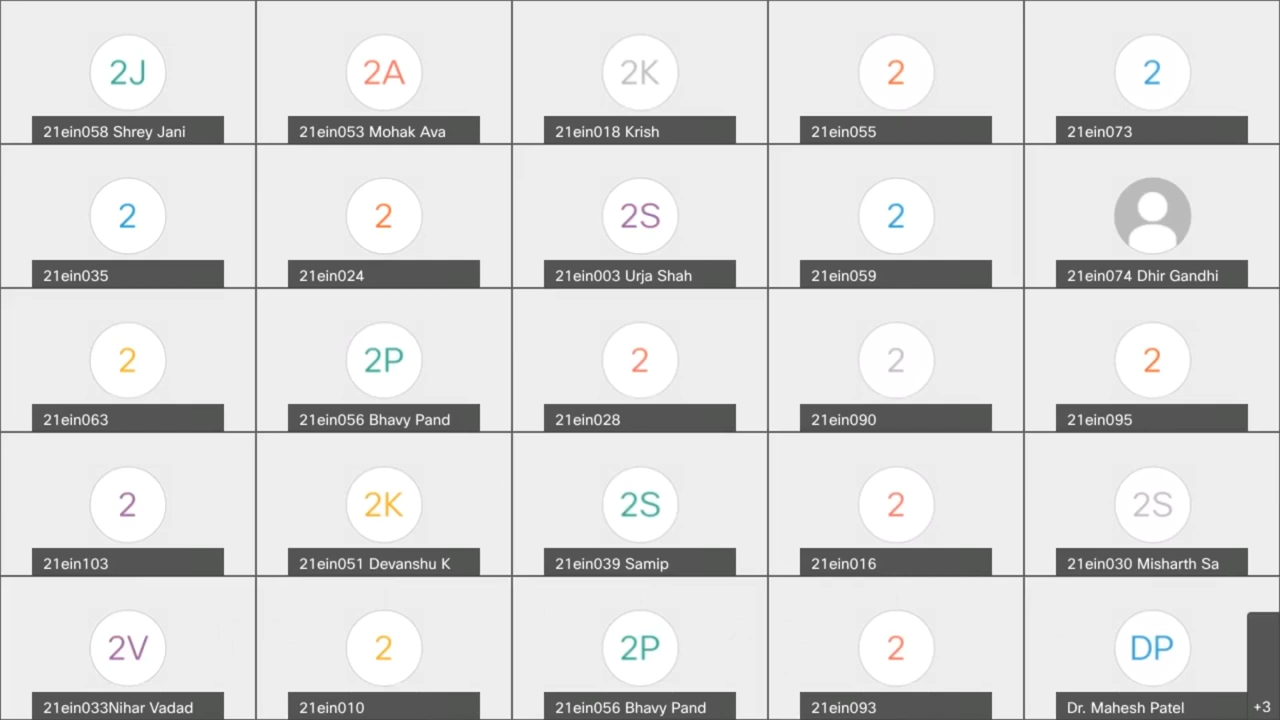 2J
2A
2K
2
2
21ein058 Shrey Jani
21ein053 Mohak Ava
21ein018 Krish
21ein055
21ein073
2
2
2S
2
21ein035
21ein024
21ein003 Urja Shah
21ein059
21ein074 Dhir Gandhi
2
2P
2
2
2
21ein063
21ein056 Bhavy Pand
21ein028
21ein090
21ein095
2
2K
2S
2
2S
21ein103
21ein051 Devanshu K
21ein039 Samip
21ein016
21ein030 Misharth Sa
2V
2
2P
2
DP
21ein033Nihar Vadad
21ein010
21ein056 Bhavy Pand
21ein093
Dr. Mahesh Patel
+3